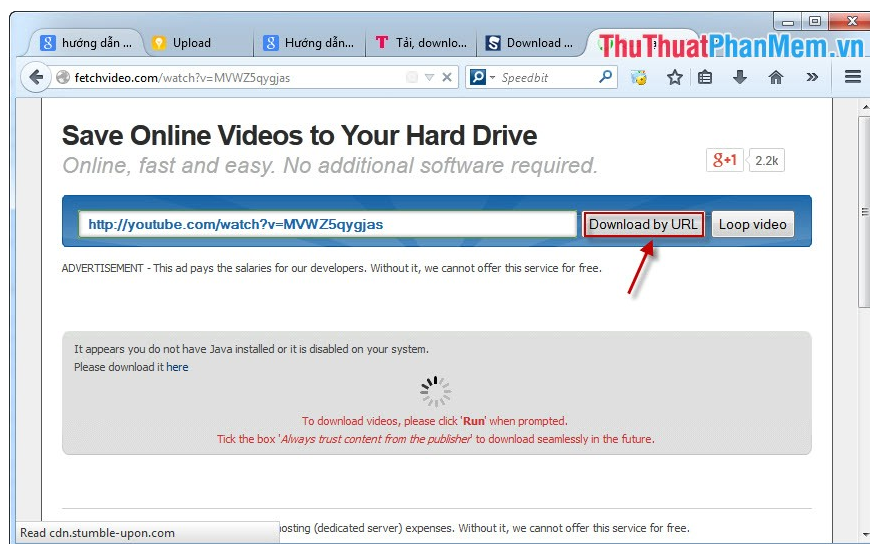 hướng dẫn ...
Upload
Hướng dẫn...
Tải, downlo...
Download ...
ThuThuatPhanMem.vn
fetchvideo.com/watch?v=MVWZ5qygjas
Speedbit
Save Online Videos to Your Hard Drive
Online, fast and easy. No additional software required.
g+1
2.2k
http://youtube.com/watch?v=MVWZ5qygjas
Download by URL
Loop video
ADVERTISEMENT - This ad pays the salaries for our developers. Without it, we cannot offer this service for free.
It appears you do not have Java installed or it is disabled on your system.
Please download it here
To download videos, please click 'Run' when prompted.
Tick the box 'Always trust content from the publisher' to download seamlessly in the future.
Read cdn.stumble-upon.com
osting (dedicated server) expenses. Without it, we cannot offer this service for free.